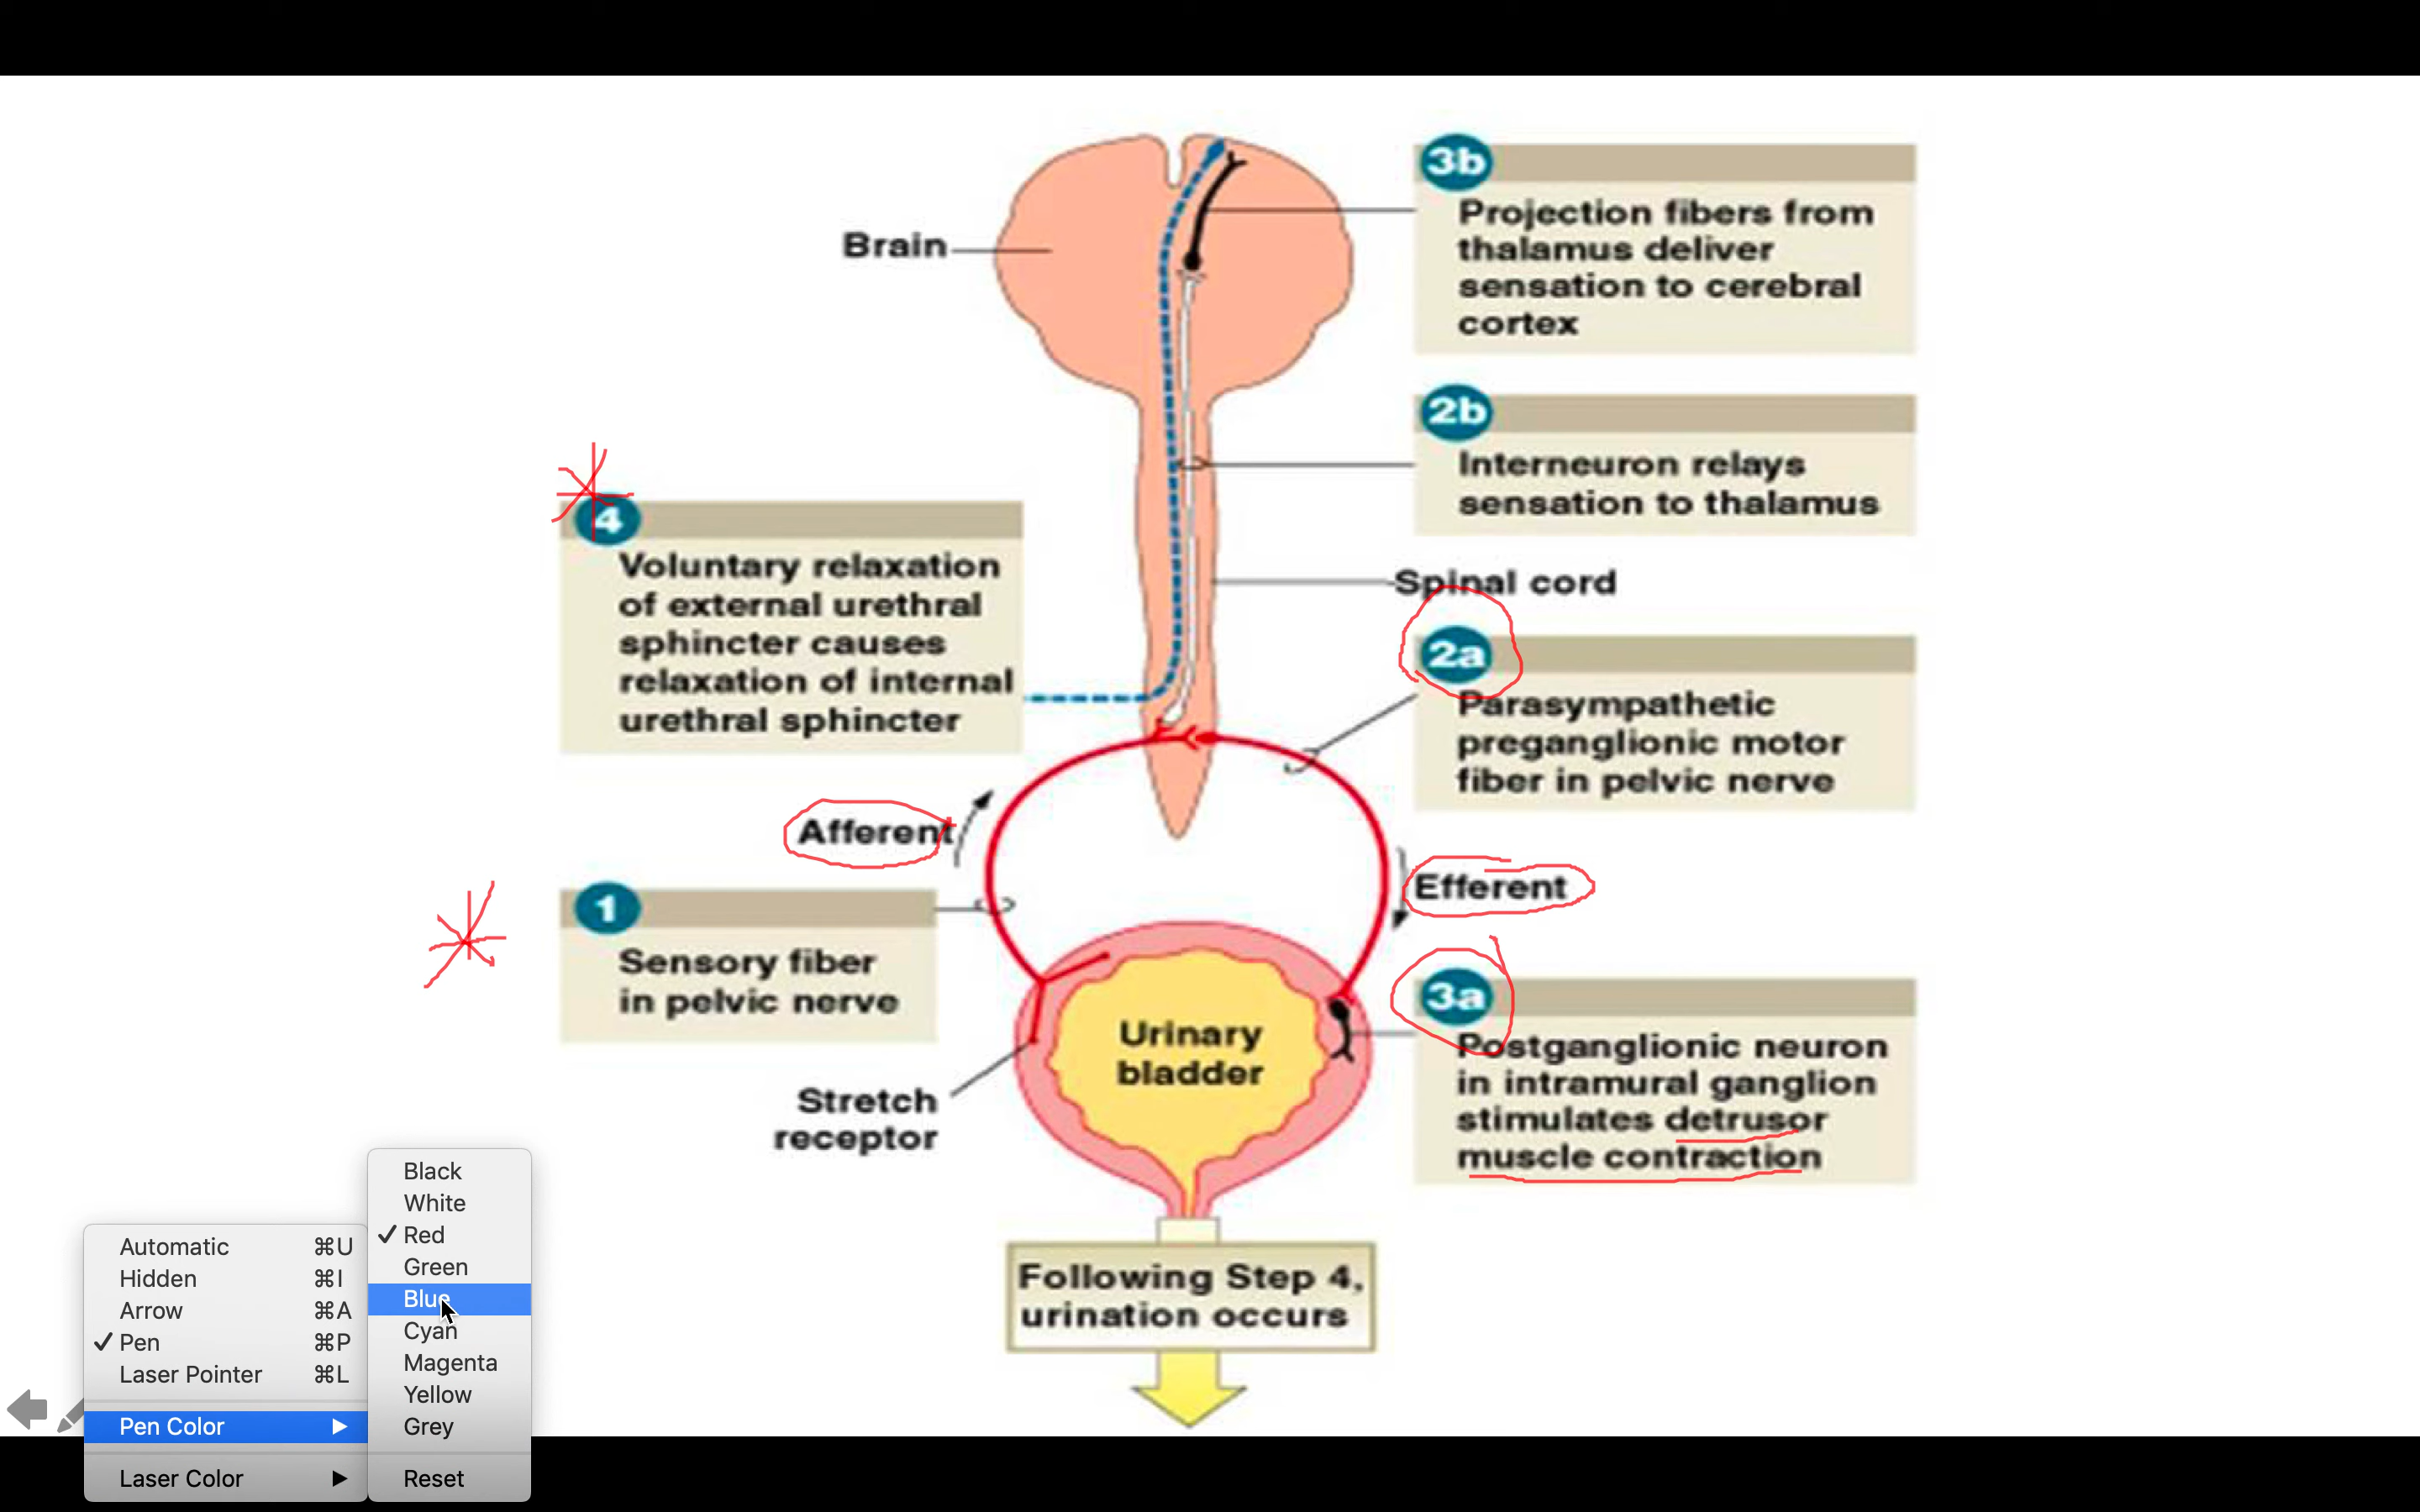 3b
Projection fibers from
thalamus deliver
sensation to cerebral
cortex
Brain
2b
Interneuron relays
sensation to thalamus
4
Voluntary relaxation
of external urethral
sphincter causes
relaxation of internal
urethral sphincter
Spinal cord
2a
Parasympathetic
preganglionic motor
fiber in pelvic nerve
Afferent
Efferent
1
Sensory fiber
in pelvic nerve
3a
Postganglionic neuron
in intramural ganglion
stimulates detrusor
muscle contraction
Urinary
bladder
Stretch
receptor
Following Step 4,
urination occurs
Automatic ⌘U
Hidden ⌘I
Arrow ⌘A
✓ Pen ⌘P
Laser Pointer ⌘L
Pen Color ▶
Laser Color ▶
Black
White
✓ Red
Green
Blue
Cyan
Magenta
Yellow
Grey
Reset